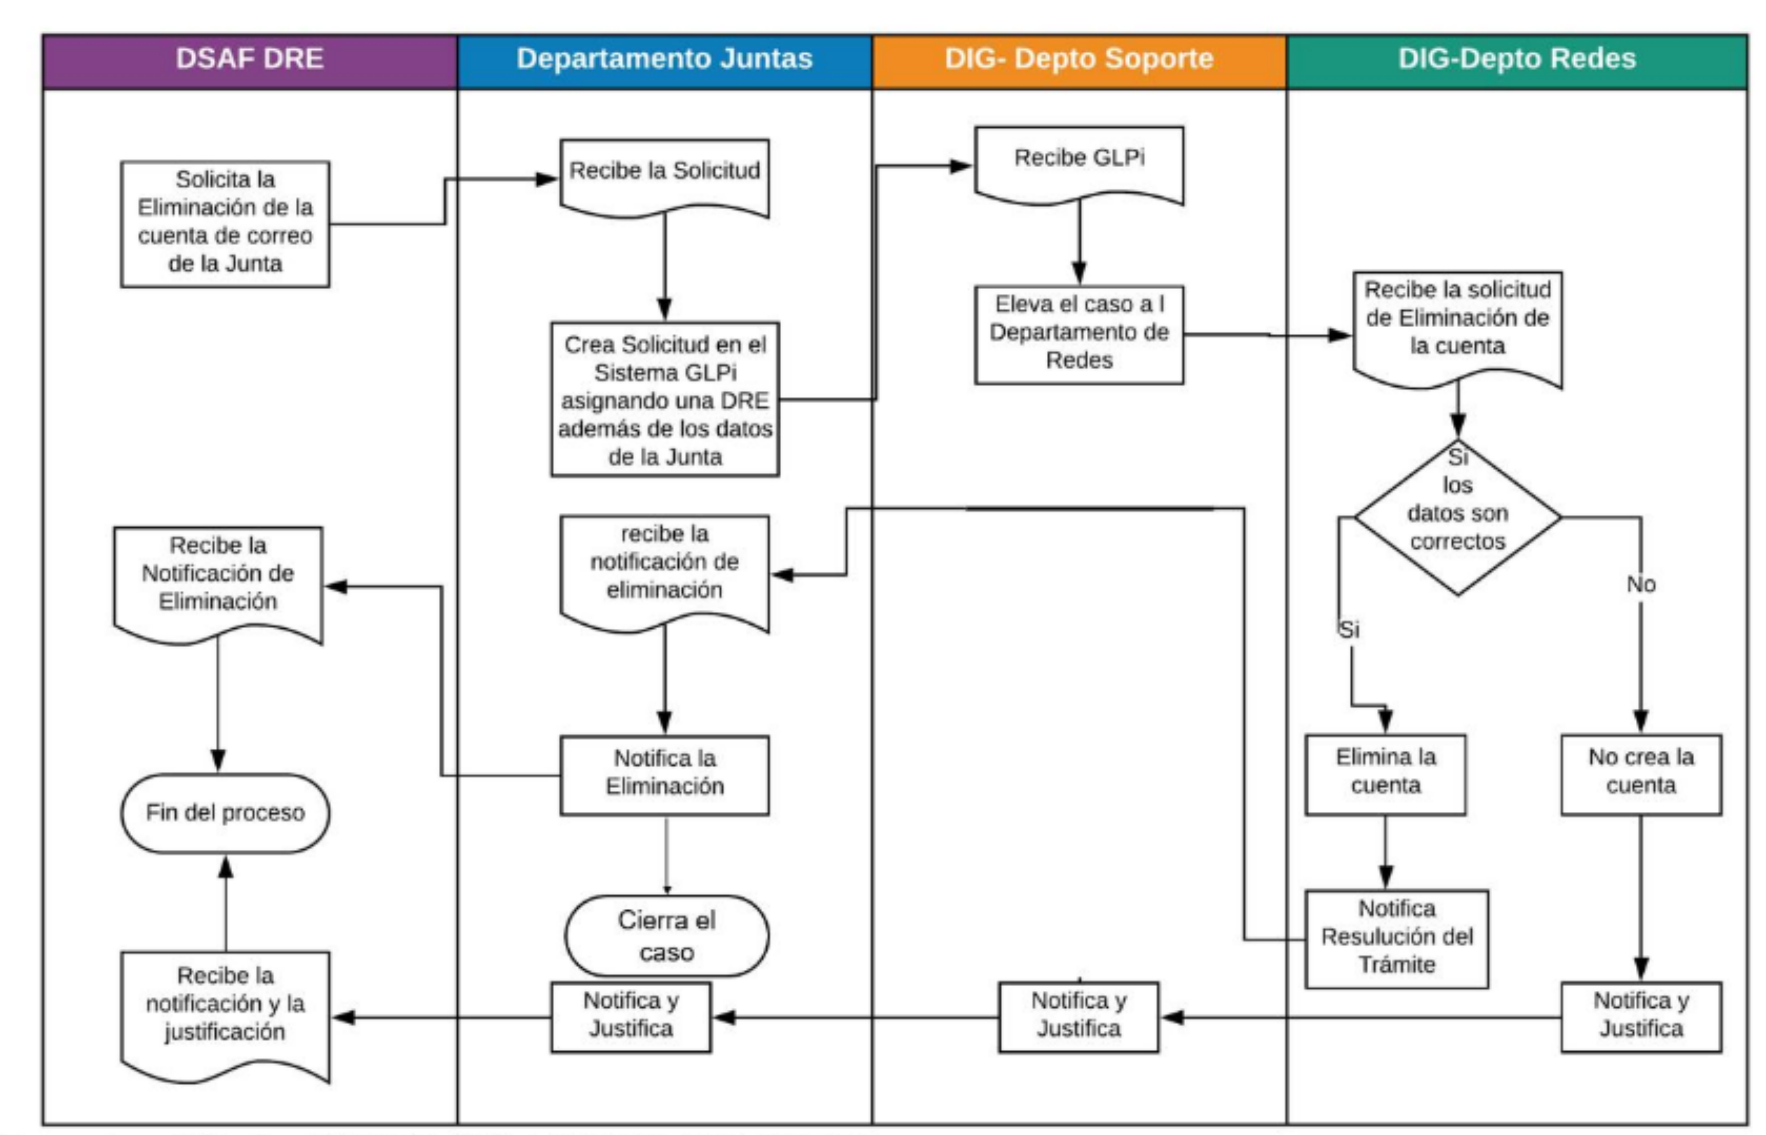 DSAF DRE
Departamento Juntas
DIG- Depto Soporte
DIG-Depto Redes
Solicita la
Eliminación de la
cuenta de correo
de la Junta
Recibe la Solicitud
Recibe GLPi
Crea Solicitud en el
Sistema GLPi
asignando una DRE
además de los datos
de la Junta
Eleva el caso a l
Departamento de
Redes
Recibe la solicitud
de Eliminación de
la cuenta
Si
los
datos son
correctos
Si
No
Recibe la
Notificación de
Eliminación
recibe la
notificación de
eliminación
Notifica la
Eliminación
Elimina la
cuenta
No crea la
cuenta
Fin del proceso
Cierra el
caso
Notifica
Resulución del
Trámite
Recibe la
notificación y la
justificación
Notifica y
Justifica
Notifica y
Justifica
Notifica y
Justifica